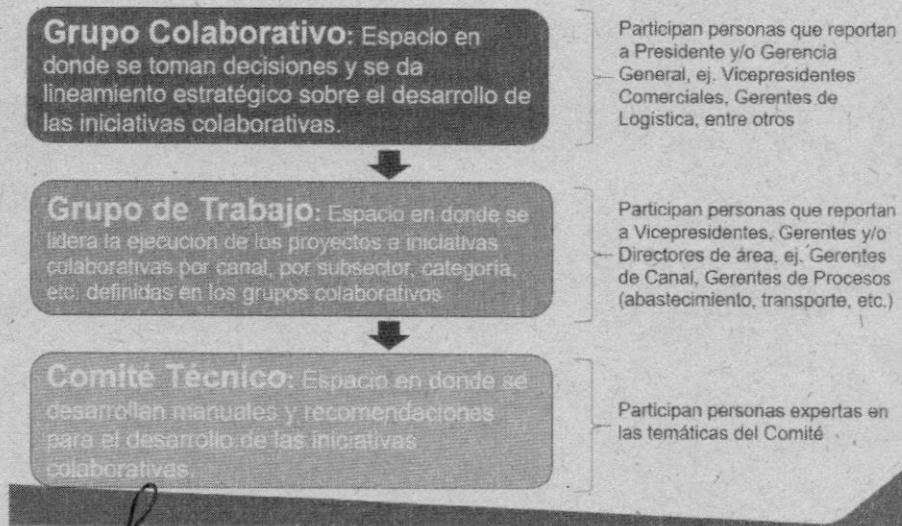 Grupo Colaborativo: Espacio en
donde se toman decisiones y se da
lineamiento estratégico sobre el desarrollo de
las iniciativas colaborativas.
Participan personas que reportan
a Presidente y/o Gerencia
General, ej. Vicepresidentes
Comerciales, Gerentes de
Logística, entre otros
Grupo de Trabajo: Espacio en donde se
lidera la ejecución de los proyectos e iniciativas
colaborativas por canal, por subsector, categoría,
etc. definidas en los grupos colaborativos
Participan personas que reportan
a Vicepresidentes, Gerentes y/o
Directores de área, ej. Gerentes
de Canal, Gerentes de Procesos
(abastecimiento, transporte, etc.)
Comité Técnico: Espacio en donde se
desarrollan manuales y recomendaciones
para el desarrollo de las iniciativas
colaborativas.
Participan personas expertas en
las temáticas del Comité